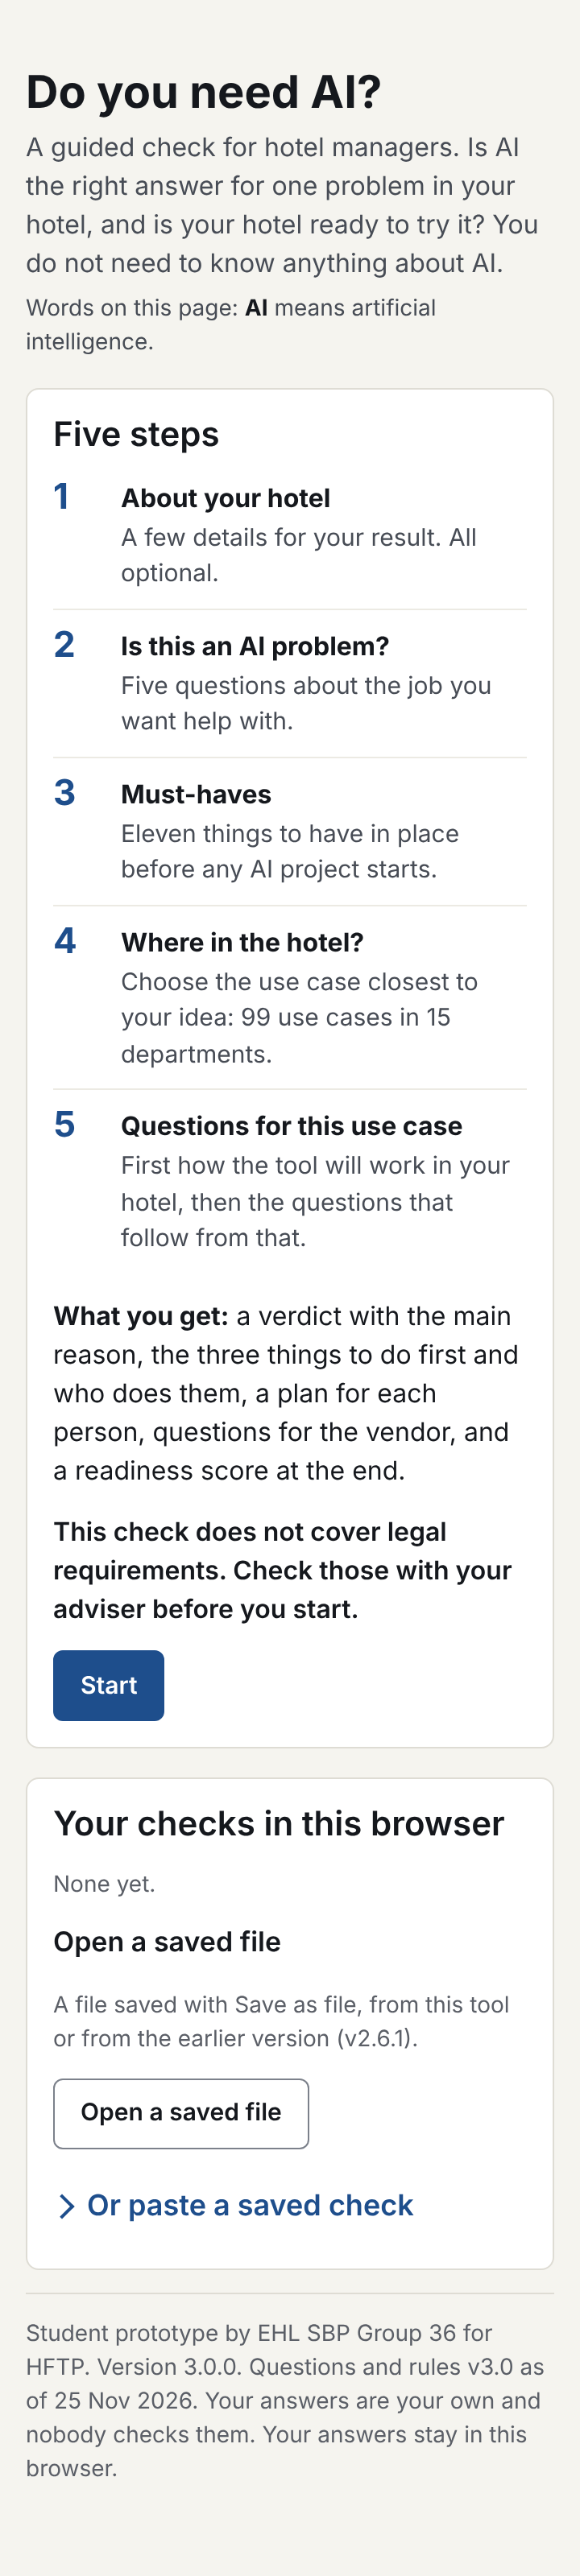 Do you need AI?
A guided check for hotel managers. Is AI
the right answer for one problem in your
hotel, and is your hotel ready to try it? You
do not need to know anything about AI.
Words on this page: AI means artificial
intelligence.
Five steps
1 About your hotel
A few details for your result. All
optional.
2 Is this an AI problem?
Five questions about the job you
want help with.
3 Must-haves
Eleven things to have in place
before any AI project starts.
4 Where in the hotel?
Choose the use case closest to
your idea: 99 use cases in 15
departments.
5 Questions for this use case
First how the tool will work in your
hotel, then the questions that
follow from that.
What you get: a verdict with the main
reason, the three things to do first and
who does them, a plan for each
person, questions for the vendor, and
a readiness score at the end.
This check does not cover legal
requirements. Check those with your
adviser before you start.
Start
Your checks in this browser
None yet.
Open a saved file
A file saved with Save as file, from this tool
or from the earlier version (v2.6.1).
Open a saved file
Or paste a saved check
Student prototype by EHL SBP Group 36 for
HFTP. Version 3.0.0. Questions and rules v3.0 as
of 25 Nov 2026. Your answers are your own and
nobody checks them. Your answers stay in this
browser.